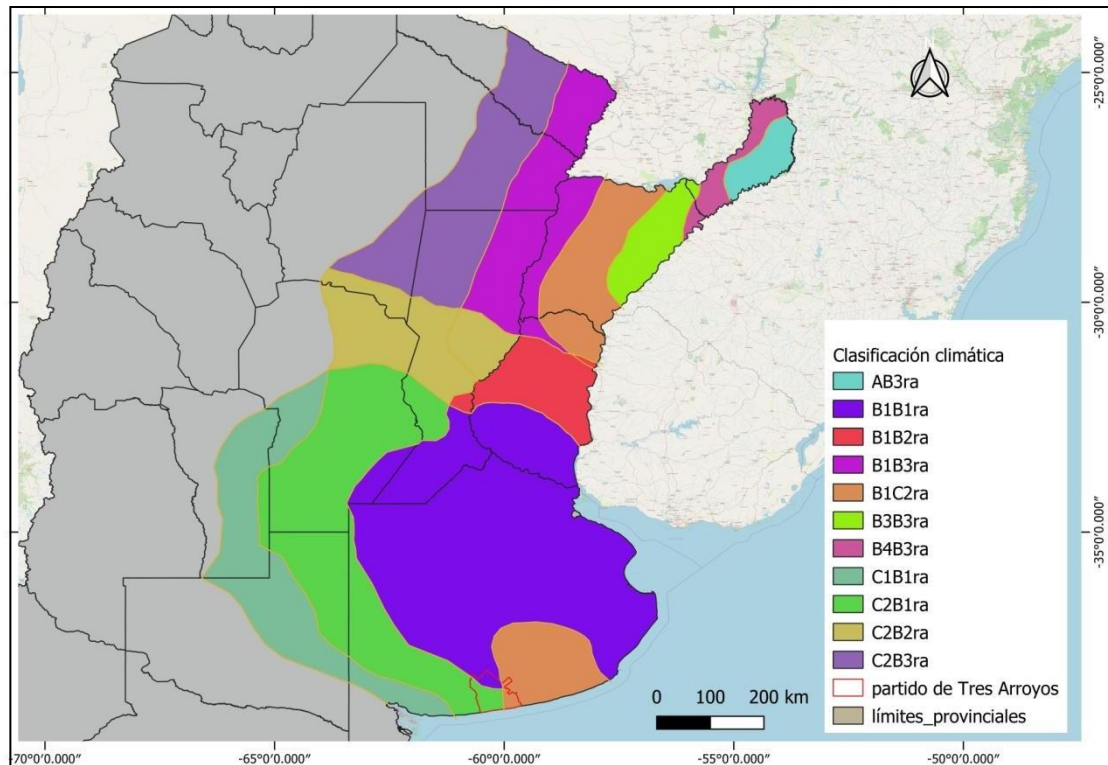 -25°0'0.000"
-30°0'0.000"
-35°0'0.000"
Clasificación climática
AB3ra
B1B1ra
B1B2ra
B1B3ra
B1C2ra
B3B3ra
B4B3ra
C1B1ra
C2B1ra
C2B2ra
C2B3ra
partido de Tres Arroyos
límites_provinciales
0 100 200 km
-70°0'0.000" -65°0'0.000" -60°0'0.000" -55°0'0.000" -50°0'0.000"